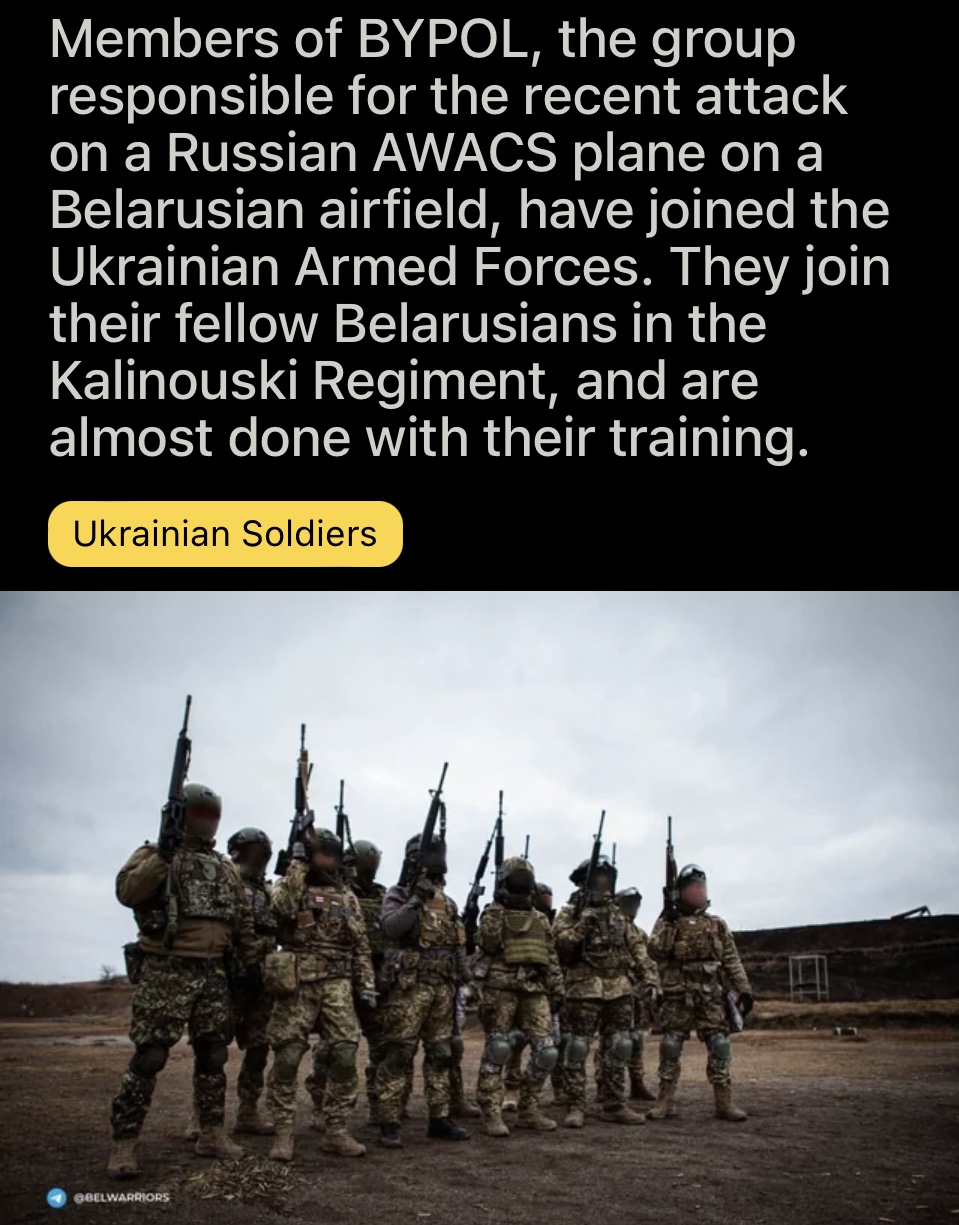 Members of BYPOL, the group
responsible for the recent attack
on a Russian AWACS plane on a
Belarusian airfield, have joined the
Ukrainian Armed Forces. They join
their fellow Belarusians in the
Kalinouski Regiment, and are
almost done with their training.
Ukrainian Soldiers
@BELWARRIORS